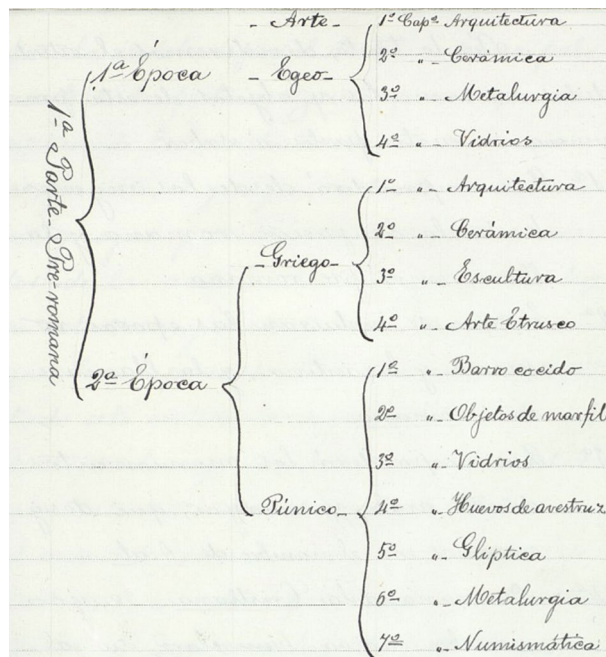 1ª Parte - Pre-romana
1ª Época
- Arte - Egeo -
1º Capº Arquitectura
2º " - Cerámica
3º " - Metalurgia
4º " - Vidrios
2ª Época
- Griego -
1º " - Arquitectura
2º " - Cerámica
3º " - Escultura
4º " - Arte Etrusco
Púnico -
1º " - Barro cocido
2º " - Objetos de marfil
3º " - Vidrios
4º " - Huevos de avestruz
5º " - Glíptica
6º " - Metalurgia
7º " - Numismática